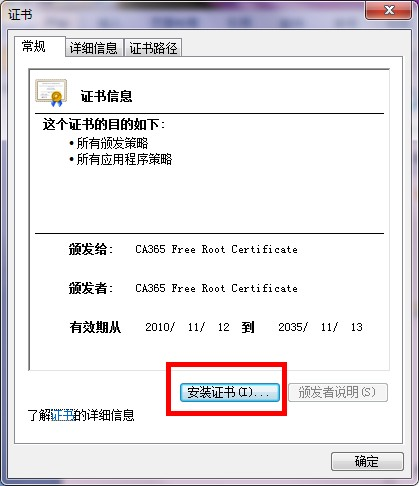 证书
常规 详细信息 证书路径
证书信息
这个证书的目的如下:
• 所有颁发策略
• 所有应用程序策略
颁发给: CA365 Free Root Certificate
颁发者: CA365 Free Root Certificate
有效期从 2010/ 11/ 12 到 2035/ 11/ 13
安装证书(I)... 颁发者说明(S)
了解证书的详细信息
确定